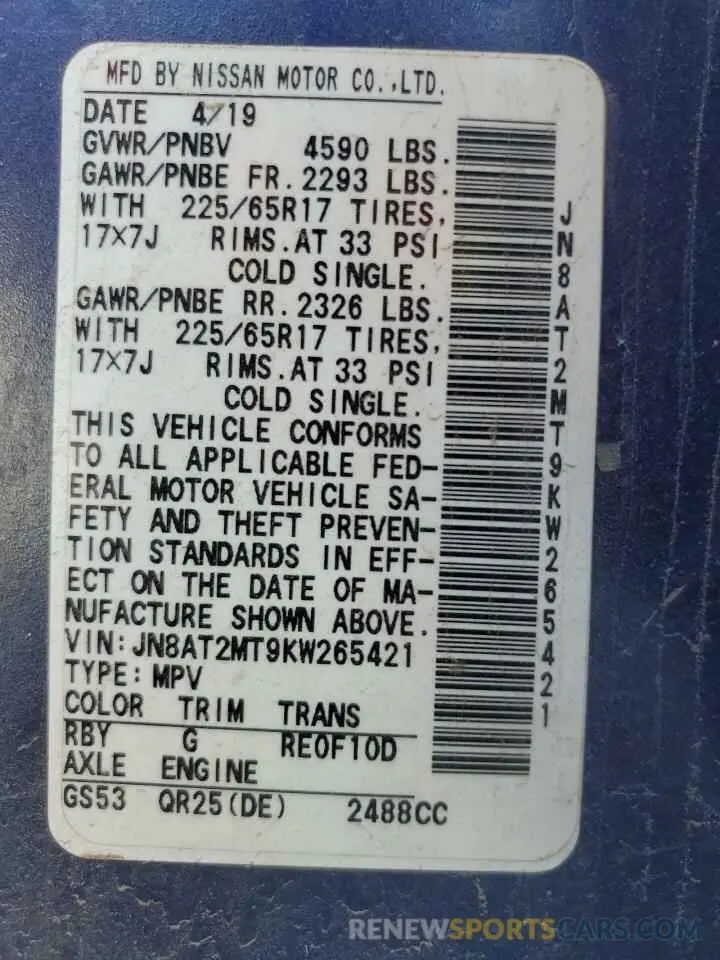 MFD BY NISSAN MOTOR CO.,LTD.
DATE 4/19
GVWR/PNBV 4590 LBS.
GAWR/PNBE FR.2293 LBS.
WITH 225/65R17 TIRES,
17×7J RIMS.AT 33 PSI
COLD SINGLE.
GAWR/PNBE RR.2326 LBS.
WITH 225/65R17 TIRES,
17×7J RIMS.AT 33 PSI
COLD SINGLE.
THIS VEHICLE CONFORMS
TO ALL APPLICABLE FED-
ERAL MOTOR VEHICLE SA-
FETY AND THEFT PREVEN-
TION STANDARDS IN EFF-
ECT ON THE DATE OF MA-
NUFACTURE SHOWN ABOVE.
VIN:JN8AT2MT9KW265421
TYPE:MPV
COLOR TRIM TRANS
RBY G RE0F10D
AXLE ENGINE
GS53 QR25(DE) 2488CC
JN8AT2MT9KW265421
RENEWSPORTSCARS.COM